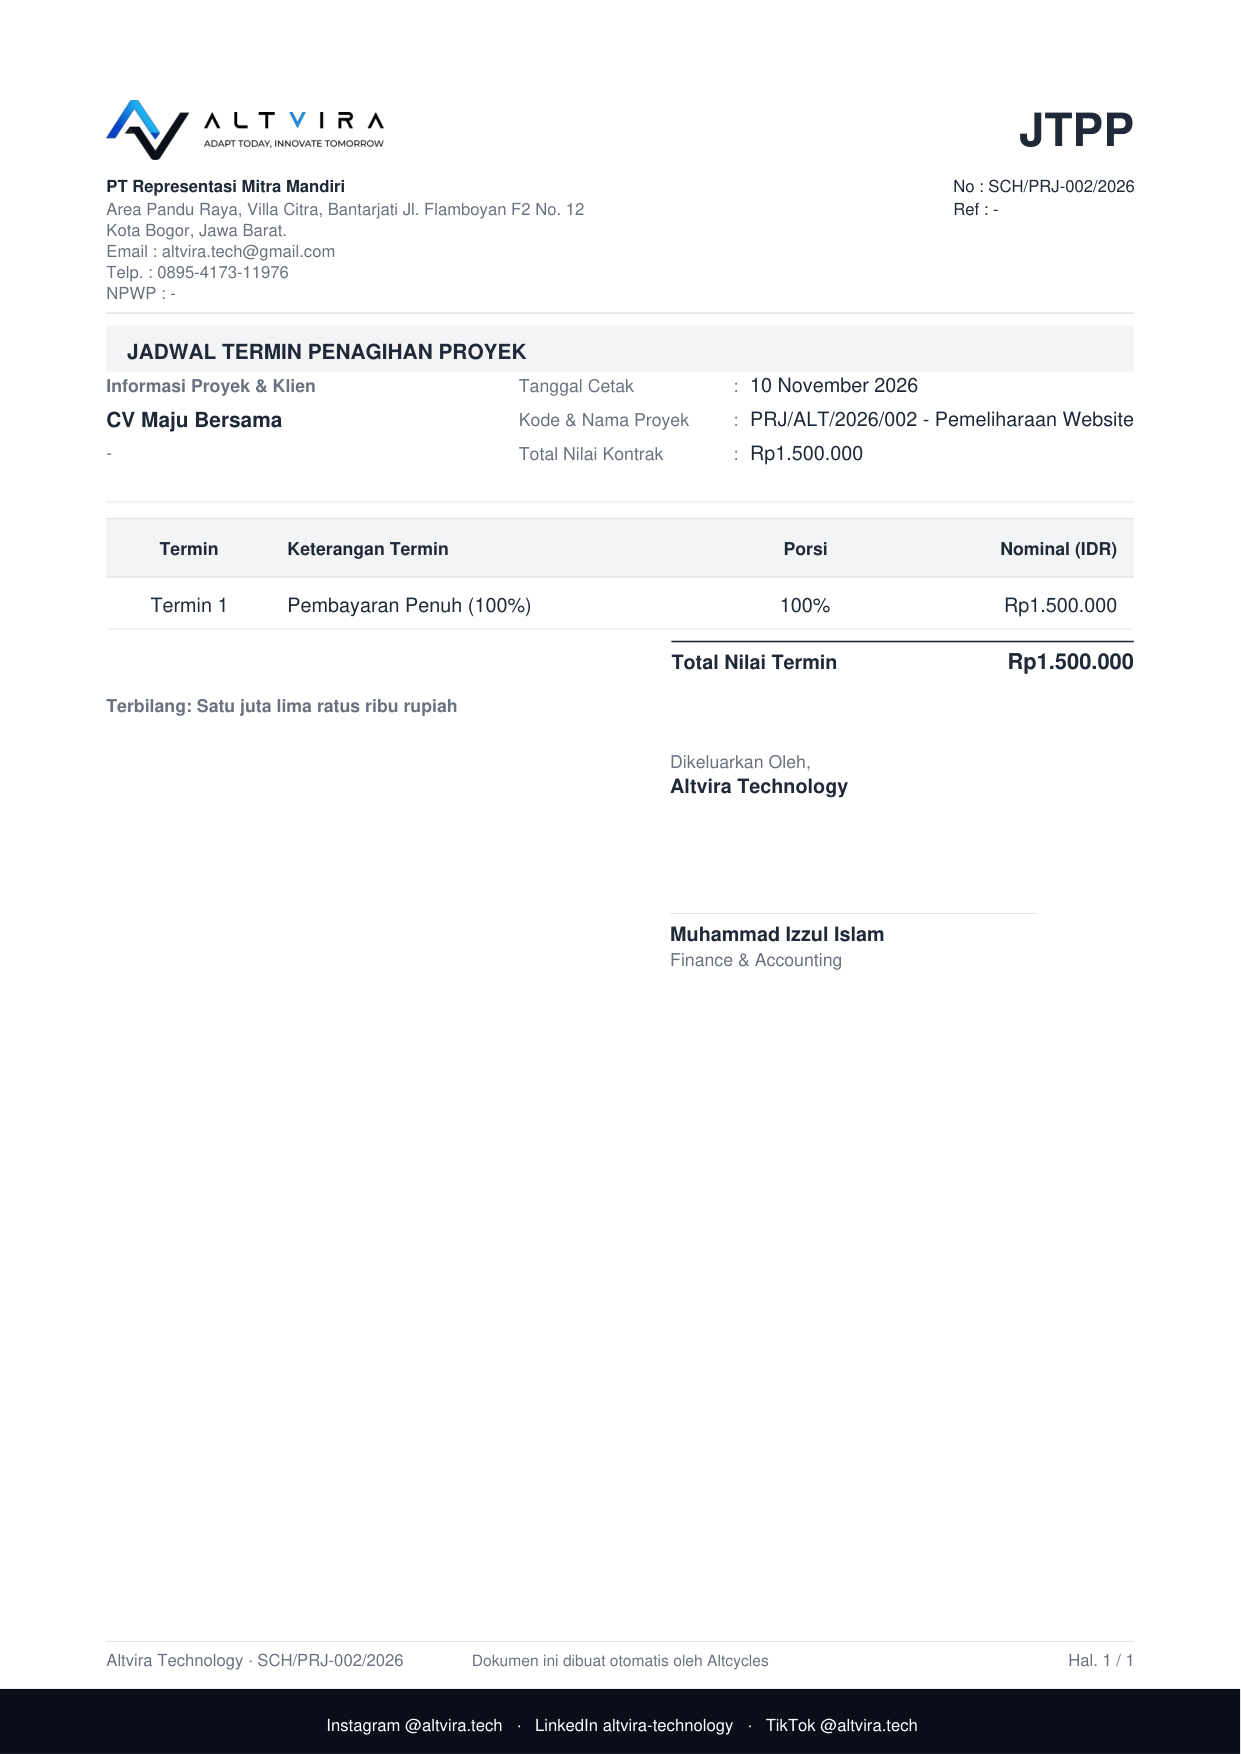 ALTVIRA
ADAPT TODAY, INNOVATE TOMORROW
JTPP
PT Representasi Mitra Mandiri
Area Pandu Raya, Villa Citra, Bantarjati Jl. Flamboyan F2 No. 12
Kota Bogor, Jawa Barat.
Email : altvira.tech@gmail.com
Telp. : 0895-4173-11976
NPWP : -
No : SCH/PRJ-002/2026
Ref : -
JADWAL TERMIN PENAGIHAN PROYEK
Informasi Proyek & Klien
CV Maju Bersama
-
Tanggal Cetak : 10 November 2026
Kode & Nama Proyek : PRJ/ALT/2026/002 - Pemeliharaan Website
Total Nilai Kontrak : Rp1.500.000
Termin Keterangan Termin Porsi Nominal (IDR)
Termin 1 Pembayaran Penuh (100%) 100% Rp1.500.000
Total Nilai Termin Rp1.500.000
Terbilang: Satu juta lima ratus ribu rupiah
Dikeluarkan Oleh,
Altvira Technology
Muhammad Izzul Islam
Finance & Accounting
Altvira Technology · SCH/PRJ-002/2026 Dokumen ini dibuat otomatis oleh Altcycles Hal. 1 / 1
Instagram @altvira.tech · LinkedIn altvira-technology · TikTok @altvira.tech